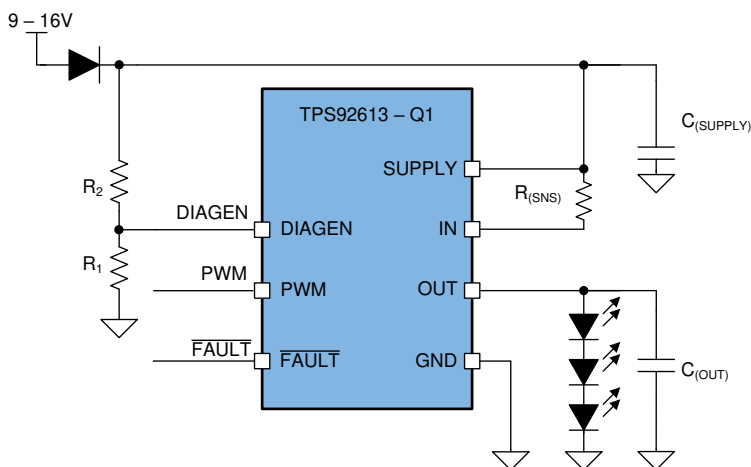 9 – 16V
TPS92613 – Q1
C(SUPPLY)
SUPPLY
R2
R(SNS)
DIAGEN
DIAGEN
IN
R1
PWM
PWM
OUT
FAULT
FAULT
GND
C(OUT)